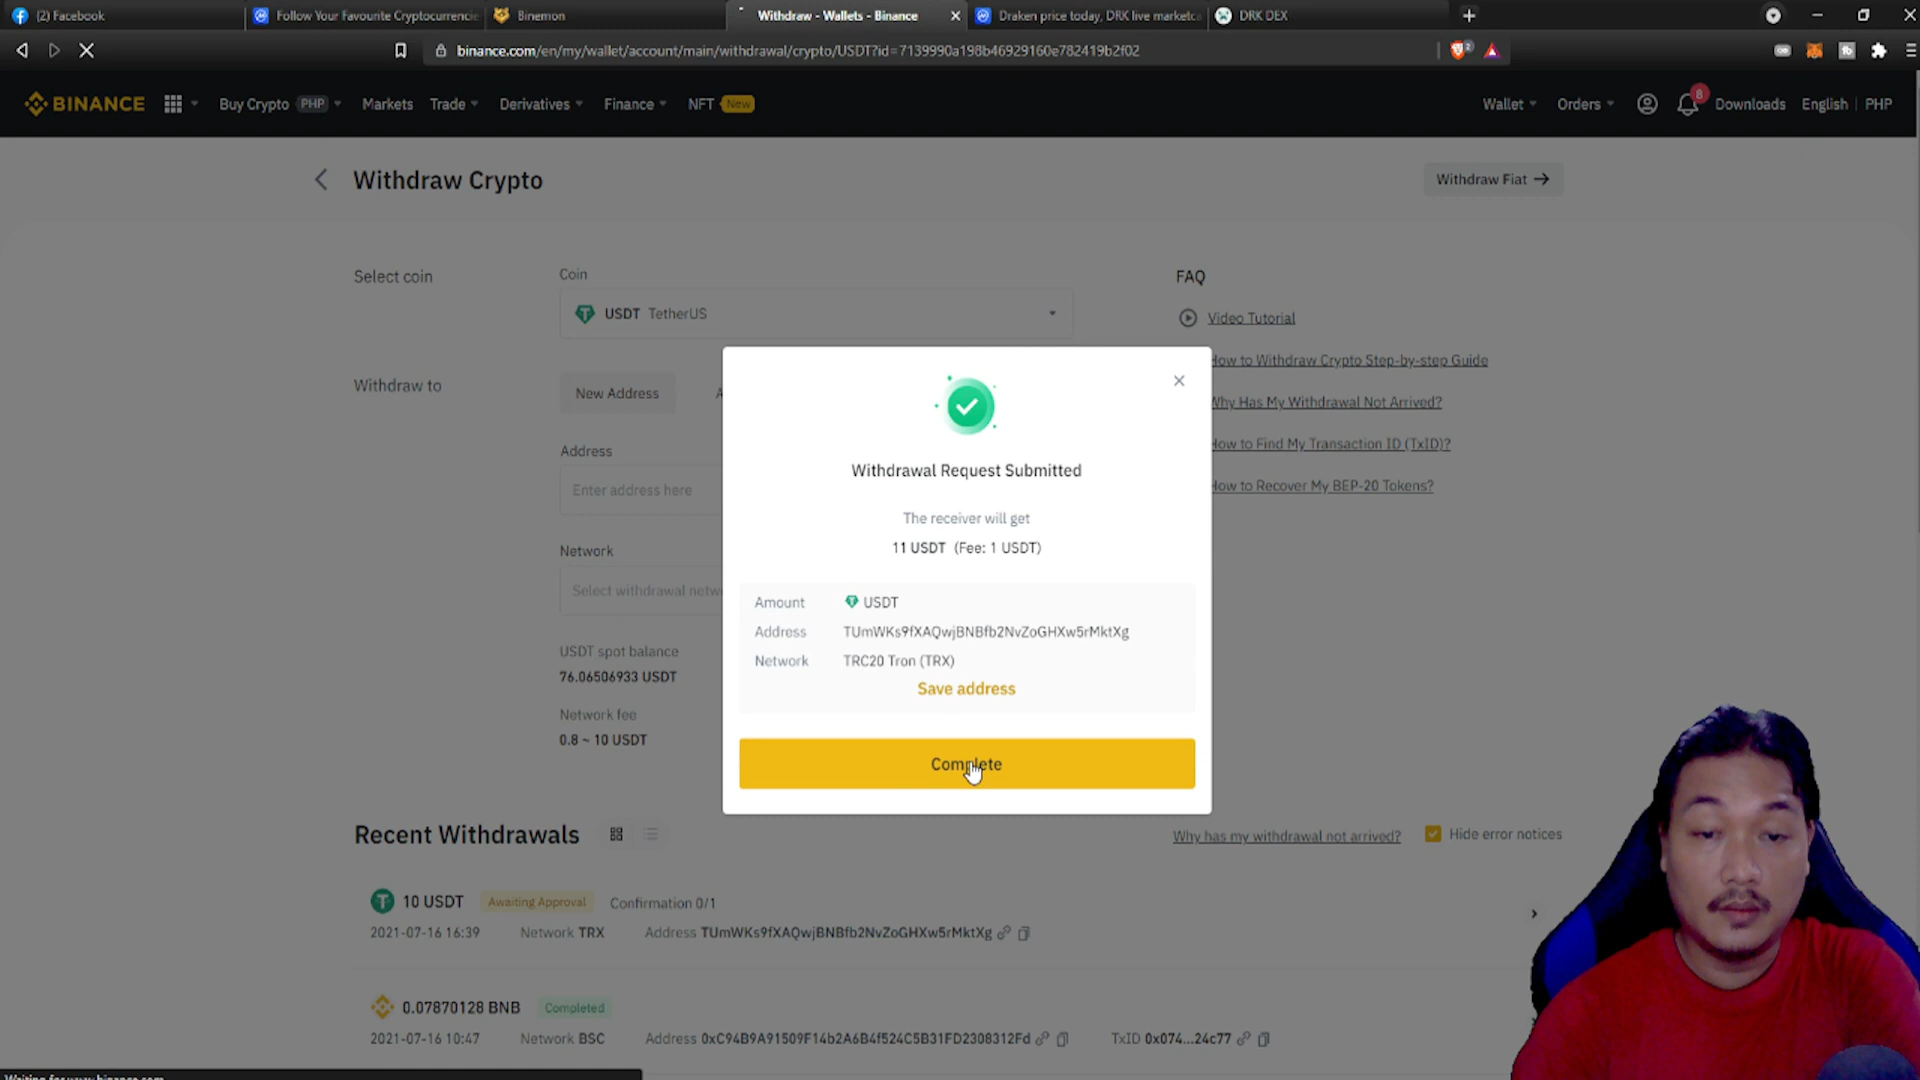 (2) Facebook
Follow Your Favourite Cryptocurrencie
Binemon
Withdraw - Wallets - Binance
Draken price today, DRK live marketca
DRK DEX
binance.com/en/my/wallet/account/main/withdrawal/crypto/USDT?id=7139990a198b46929160e782419b2f02
BINANCE
Buy Crypto PHP
Markets
Trade
Derivatives
Finance
NFT New
Wallet
Orders
8
Downloads
English
PHP
Withdraw Crypto
Withdraw Fiat
Select coin
Coin
USDT TetherUS
FAQ
Video Tutorial
How to Withdraw Crypto Step-by-step Guide
Why Has My Withdrawal Not Arrived?
How to Find My Transaction ID (TxID)?
How to Recover My BEP-20 Tokens?
Withdraw to
New Address
Address
Enter address here
Network
Select withdrawal netw
USDT spot balance
76.06506933 USDT
Network fee
0.8 ~ 10 USDT
Withdrawal Request Submitted
The receiver will get
11 USDT (Fee: 1 USDT)
Amount USDT
Address TUmWKs9fXAQwjBNBfb2NvZoGHXw5rMktXg
Network TRC20 Tron (TRX)
Save address
Complete
Recent Withdrawals
Why has my withdrawal not arrived?
Hide error notices
10 USDT Awaiting Approval Confirmation 0/1
2021-07-16 16:39 Network TRX Address TUmWKs9fXAQwjBNBfb2NvZoGHXw5rMktXg
0.07870128 BNB Completed
2021-07-16 10:47 Network BSC Address 0xC94B9A91509F14b2A6B4f524C5B31FD2308312Fd TxID 0x074...24c77
Waiting for www.binance.com